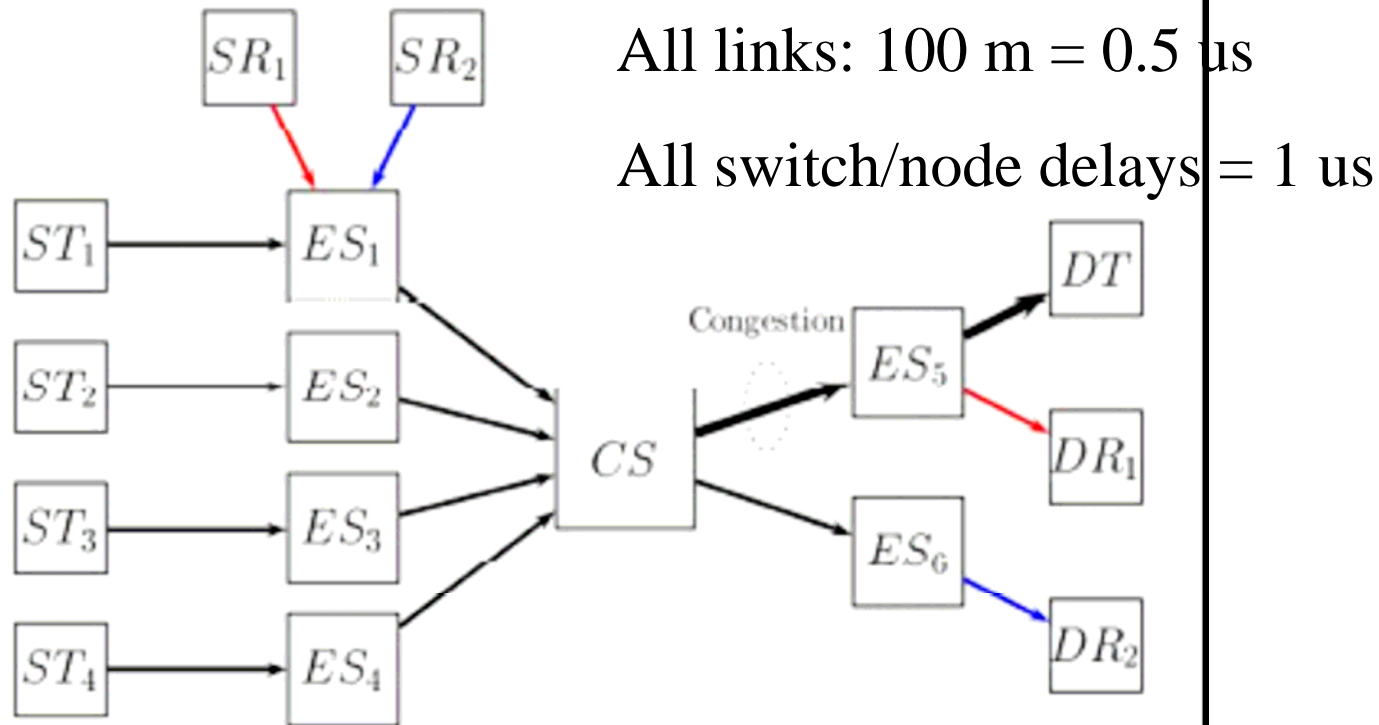 SR₁ SR₂ All links: 100 m = 0.5 us
All switch/node delays = 1 us
ST₁ ES₁ DT
Congestion
ST₂ ES₂ ES₅
CS DR₁
ST₃ ES₃
ES₆
ST₄ ES₄ DR₂